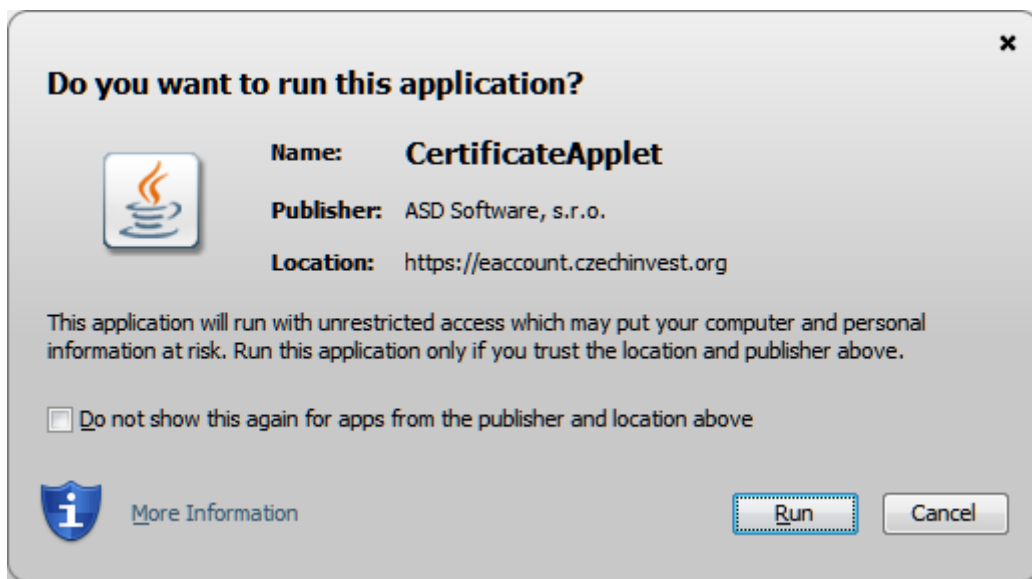 Do you want to run this application?
Name: CertificateApplet
Publisher: ASD Software, s.r.o.
Location: https://eaccount.czechinvest.org
This application will run with unrestricted access which may put your computer and personal
information at risk. Run this application only if you trust the location and publisher above.
Do not show this again for apps from the publisher and location above
More Information
Run Cancel